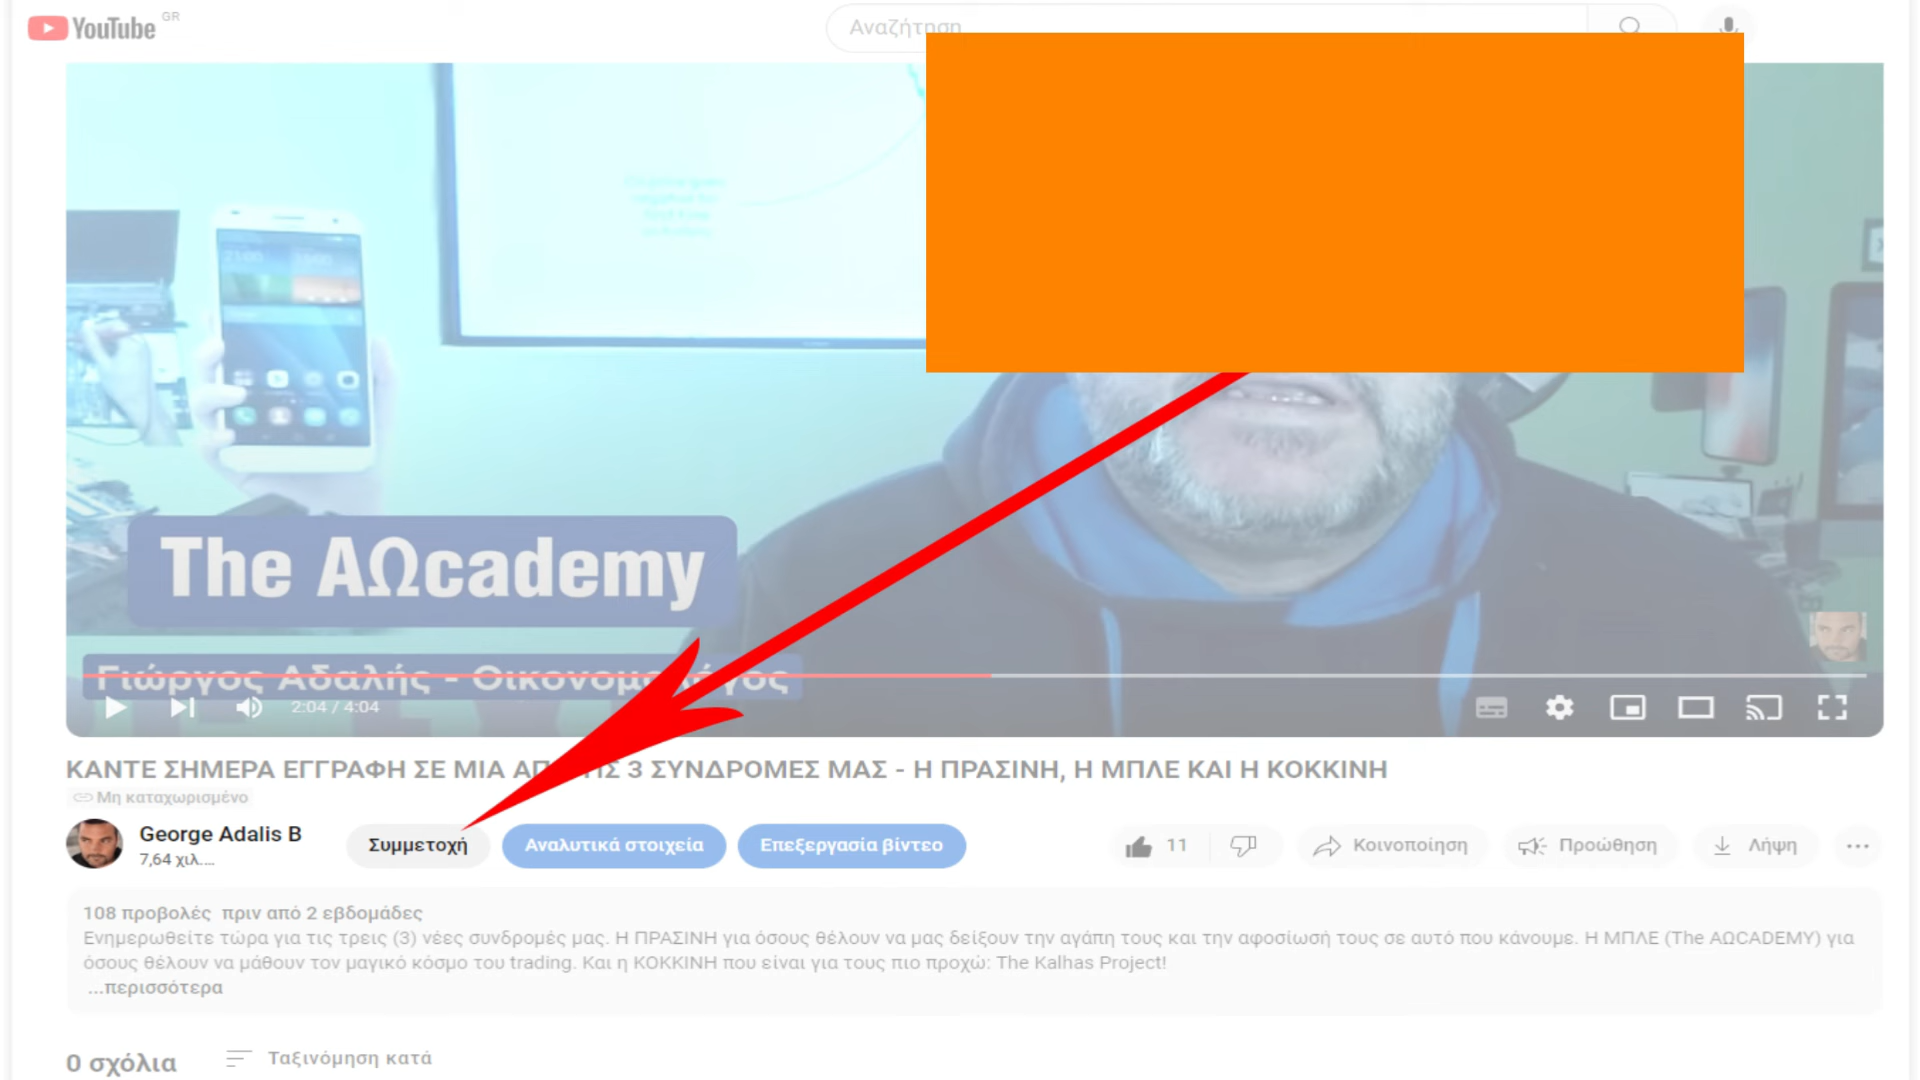 YouTube GR
Αναζήτηση
21:00
The ΑΩcademy
Γιώργος Αδαλής - Οικονομολόγος
2:04 / 4:04
ΚΑΝΤΕ ΣΗΜΕΡΑ ΕΓΓΡΑΦΗ ΣΕ ΜΙΑ ΑΠ 3 ΣΥΝΔΡΟΜΕΣ ΜΑΣ - Η ΠΡΑΣΙΝΗ, Η ΜΠΛΕ ΚΑΙ Η ΚΟΚΚΙΝΗ
Μη καταχωρισμένο
George Adalis B
7,64 χιλ....
Συμμετοχή
Αναλυτικά στοιχεία
Επεξεργασία βίντεο
11
Κοινοποίηση
Προώθηση
Λήψη
108 προβολές πριν από 2 εβδομάδες
Ενημερωθείτε τώρα για τις τρεις (3) νέες συνδρομές μας. Η ΠΡΑΣΙΝΗ για όσους θέλουν να μας δείξουν την αγάπη τους και την αφοσίωσή τους σε αυτό που κάνουμε. Η ΜΠΛΕ (The ΑΩCADEMY) για
όσους θέλουν να μάθουν τον μαγικό κόσμο του trading. Και η ΚΟΚΚΙΝΗ που είναι για τους πιο προχώ: The Kalhas Project!
...περισσότερα
0 σχόλια
Ταξινόμηση κατά